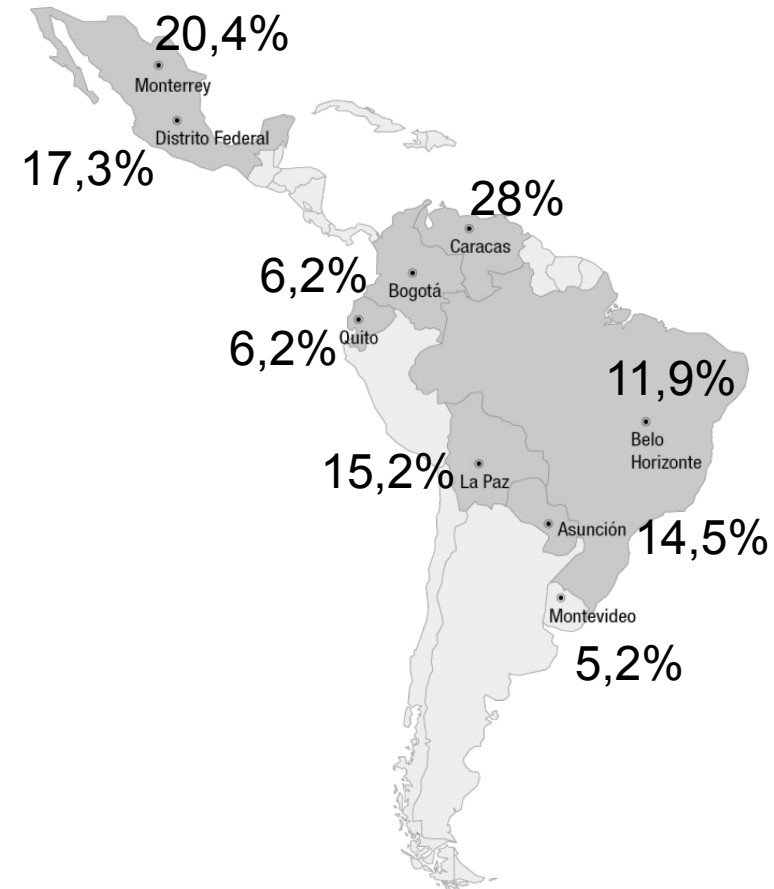 20,4%
Monterrey
Distrito Federal
17,3%
28%
Caracas
6,2%
Bogotá
Quito
6,2%
11,9%
Belo
Horizonte
15,2%
La Paz
Asunción
14,5%
Montevideo
5,2%